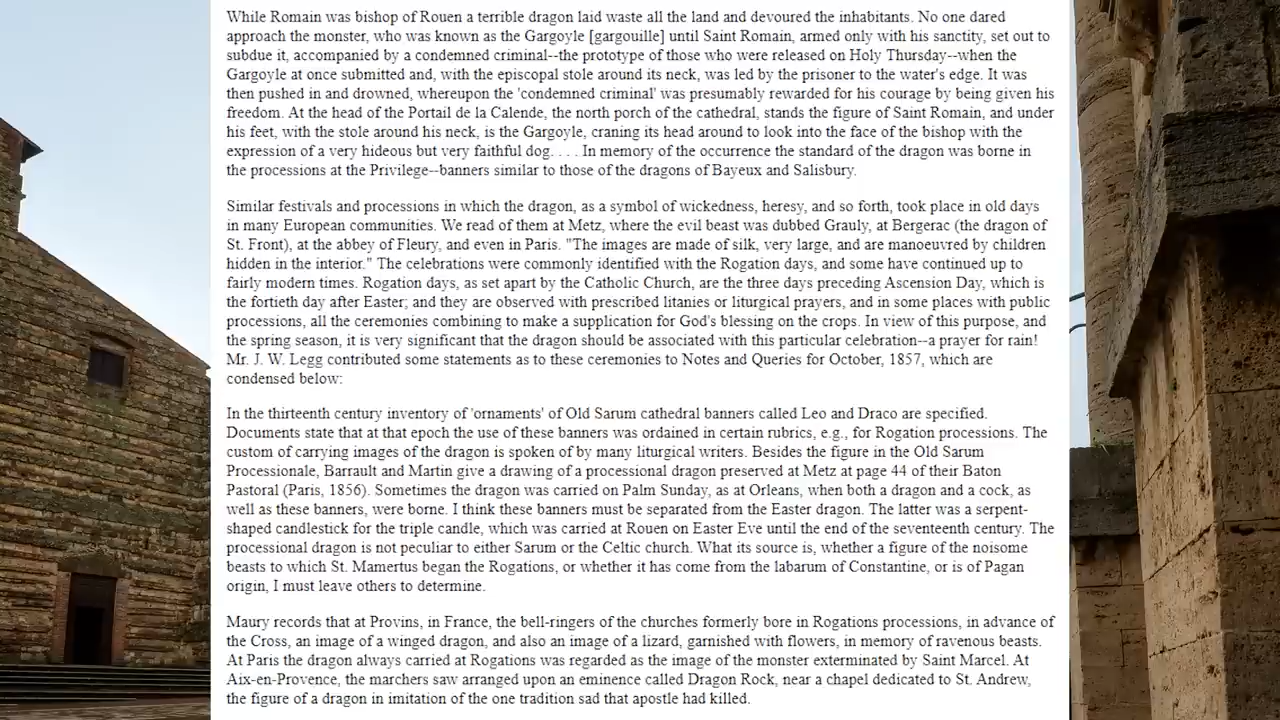 While Romain was bishop of Rouen a terrible dragon laid waste all the land and devoured the inhabitants. No one dared
approach the monster, who was known as the Gargoyle [gargouille] until Saint Romain, armed only with his sanctity, set out to
subdue it, accompanied by a condemned criminal--the prototype of those who were released on Holy Thursday--when the
Gargoyle at once submitted and, with the episcopal stole around its neck, was led by the prisoner to the water's edge. It was
then pushed in and drowned, whereupon the 'condemned criminal' was presumably rewarded for his courage by being given his
freedom. At the head of the Portail de la Calende, the north porch of the cathedral, stands the figure of Saint Romain, and under
his feet, with the stole around his neck, is the Gargoyle, craning its head around to look into the face of the bishop with the
expression of a very hideous but very faithful dog. . . . In memory of the occurrence the standard of the dragon was borne in
the processions at the Privilege--banners similar to those of the dragons of Bayeux and Salisbury.
Similar festivals and processions in which the dragon, as a symbol of wickedness, heresy, and so forth, took place in old days
in many European communities. We read of them at Metz, where the evil beast was dubbed Grauly, at Bergerac (the dragon of
St. Front), at the abbey of Fleury, and even in Paris. "The images are made of silk, very large, and are manoeuvred by children
hidden in the interior." The celebrations were commonly identified with the Rogation days, and some have continued up to
fairly modern times. Rogation days, as set apart by the Catholic Church, are the three days preceding Ascension Day, which is
the fortieth day after Easter; and they are observed with prescribed litanies or liturgical prayers, and in some places with public
processions, all the ceremonies combining to make a supplication for God's blessing on the crops. In view of this purpose, and
the spring season, it is very significant that the dragon should be associated with this particular celebration--a prayer for rain!
Mr. J. W. Legg contributed some statements as to these ceremonies to Notes and Queries for October, 1857, which are
condensed below:
In the thirteenth century inventory of 'ornaments' of Old Sarum cathedral banners called Leo and Draco are specified.
Documents state that at that epoch the use of these banners was ordained in certain rubrics, e.g., for Rogation processions. The
custom of carrying images of the dragon is spoken of by many liturgical writers. Besides the figure in the Old Sarum
Processionale, Barrault and Martin give a drawing of a processional dragon preserved at Metz at page 44 of their Baton
Pastoral (Paris, 1856). Sometimes the dragon was carried on Palm Sunday, as at Orleans, when both a dragon and a cock, as
well as these banners, were borne. I think these banners must be separated from the Easter dragon. The latter was a serpent-
shaped candlestick for the triple candle, which was carried at Rouen on Easter Eve until the end of the seventeenth century. The
processional dragon is not peculiar to either Sarum or the Celtic church. What its source is, whether a figure of the noisome
beasts to which St. Mamertus began the Rogations, or whether it has come from the labarum of Constantine, or is of Pagan
origin, I must leave others to determine.
Maury records that at Provins, in France, the bell-ringers of the churches formerly bore in Rogations processions, in advance of
the Cross, an image of a winged dragon, and also an image of a lizard, garnished with flowers, in memory of ravenous beasts.
At Paris the dragon always carried at Rogations was regarded as the image of the monster exterminated by Saint Marcel. At
Aix-en-Provence, the marchers saw arranged upon an eminence called Dragon Rock, near a chapel dedicated to St. Andrew,
the figure of a dragon in imitation of the one tradition sad that apostle had killed.